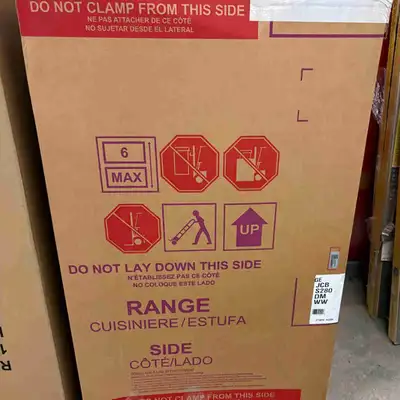 DO NOT CLAMP FROM THIS SIDE
NE PAS ATTACHER DE CE CÔTÉ
NO SUJETAR DESDE EL LATERAL
6
MAX
UP
DO NOT LAY DOWN THIS SIDE
N'ÉTABLISSEZ PAS CE CÔTÉ
NO COLOQUE ESTE LADO
GE
JCB
S280
DM
WW
RANGE
CUISINIERE/ESTUFA
SIDE
CÔTÉ/LADO
DO NOT CLAMP FROM THIS SIDE